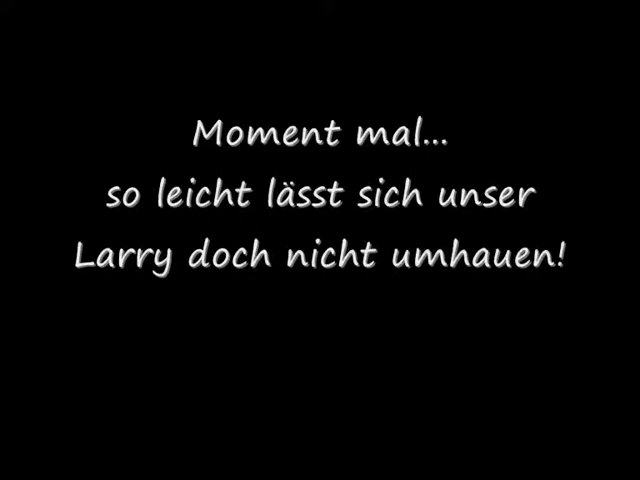 Moment mal...
so leicht lässt sich unser
Larry doch nicht umhauen!